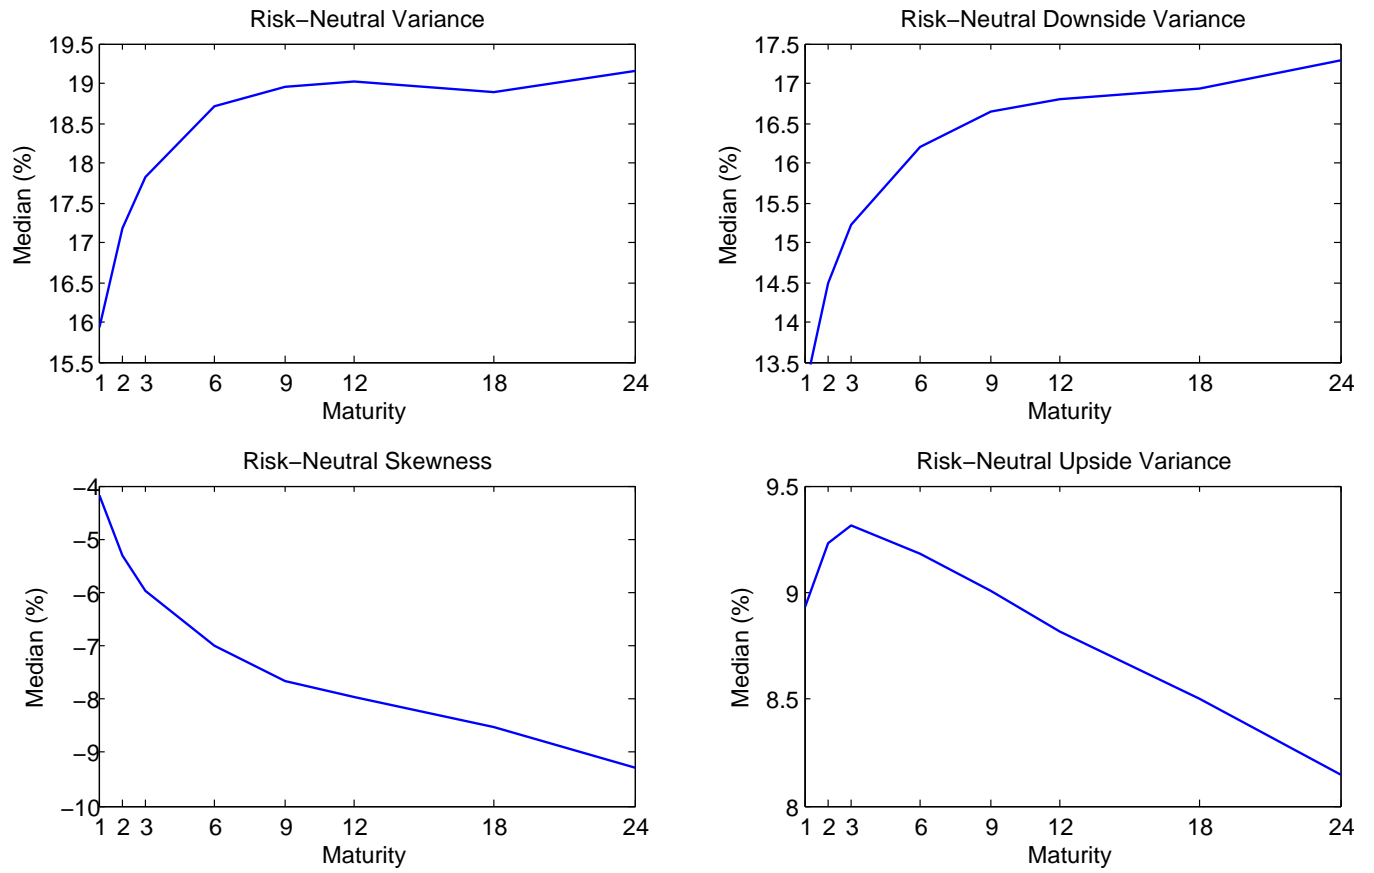 Risk−Neutral Variance
19.5
19
18.5
18
17.5
17
16.5
16
15.5
Median (%)
1 2 3 6 9 12 18 24
Maturity
Risk−Neutral Downside Variance
17.5
17
16.5
16
15.5
15
14.5
14
13.5
Median (%)
1 2 3 6 9 12 18 24
Maturity
Risk−Neutral Skewness
−4
−5
−6
−7
−8
−9
−10
Median (%)
1 2 3 6 9 12 18 24
Maturity
Risk−Neutral Upside Variance
9.5
9
8.5
8
Median (%)
1 2 3 6 9 12 18 24
Maturity